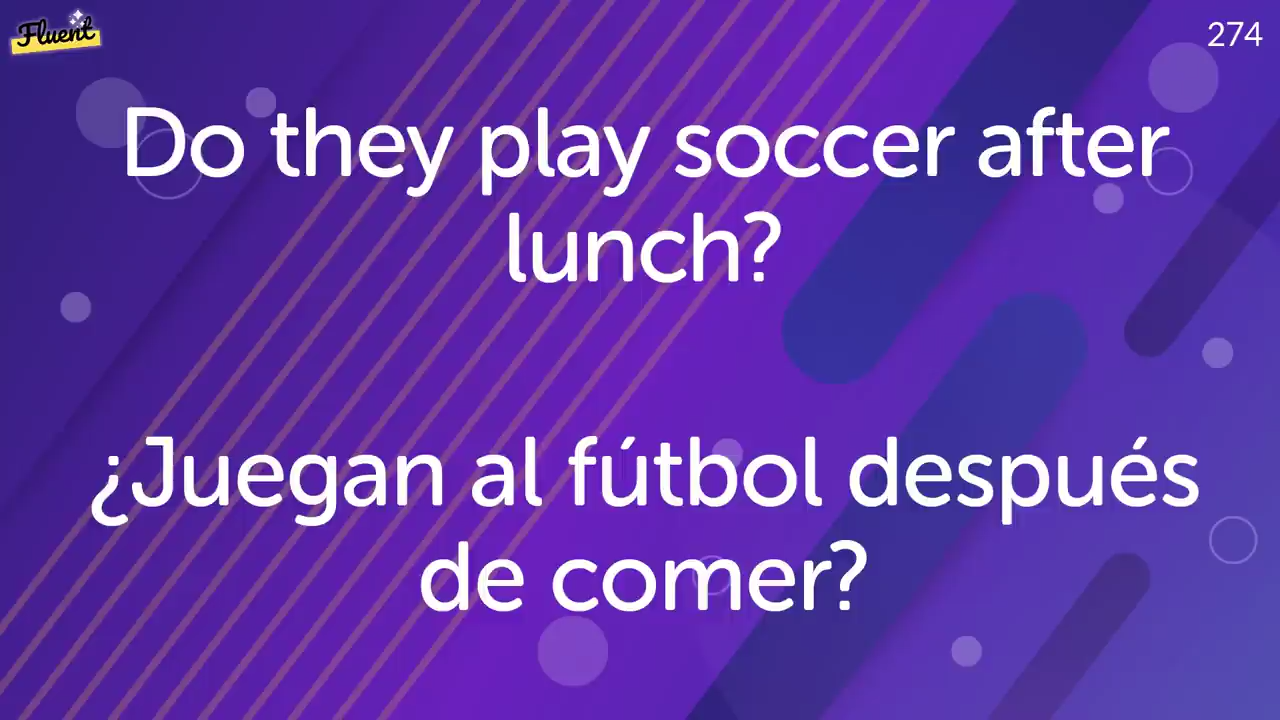 Fluent
274
Do they play soccer after
lunch?
¿Juegan al fútbol después
de comer?